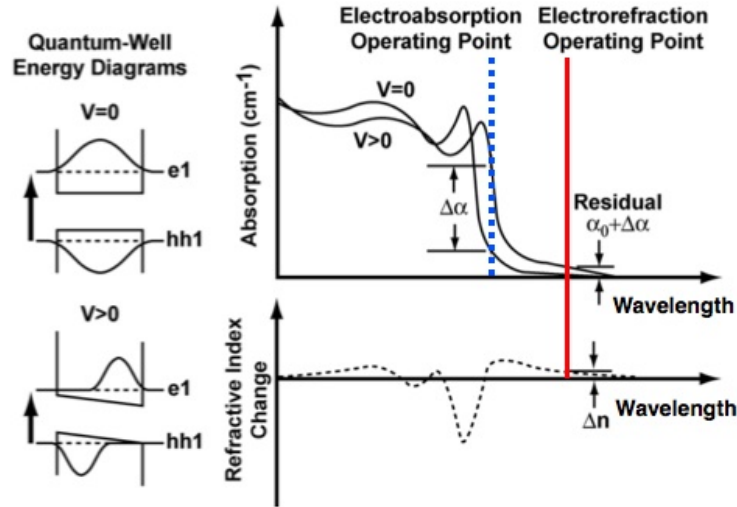 Quantum-Well
Energy Diagrams
V=0
e1
hh1
V>0
e1
hh1
Electroabsorption
Operating Point
Electrorefraction
Operating Point
Absorption (cm⁻¹)
V=0
V>0
Δα
Residual
α₀+Δα
Wavelength
Refractive Index
Change
Wavelength
Δn